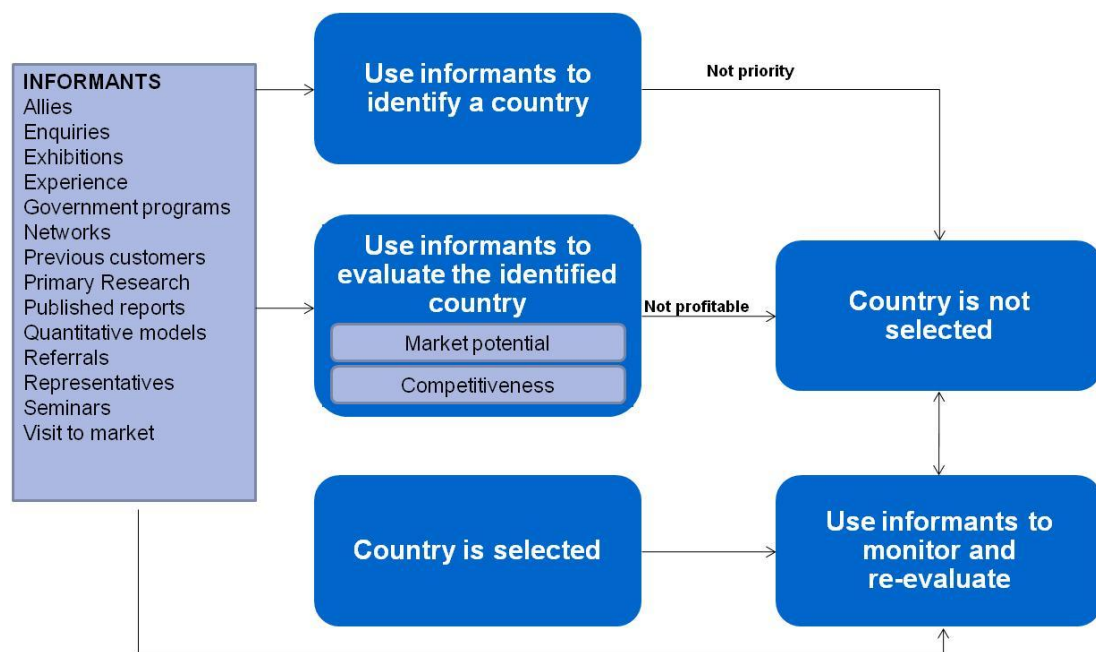 INFORMANTS
Allies
Enquiries
Exhibitions
Experience
Government programs
Networks
Previous customers
Primary Research
Published reports
Quantitative models
Referrals
Representatives
Seminars
Visit to market
Use informants to
identify a country
Not priority
Use informants to
evaluate the identified
country
Market potential
Competitiveness
Not profitable
Country is not
selected
Country is selected
Use informants to
monitor and
re-evaluate